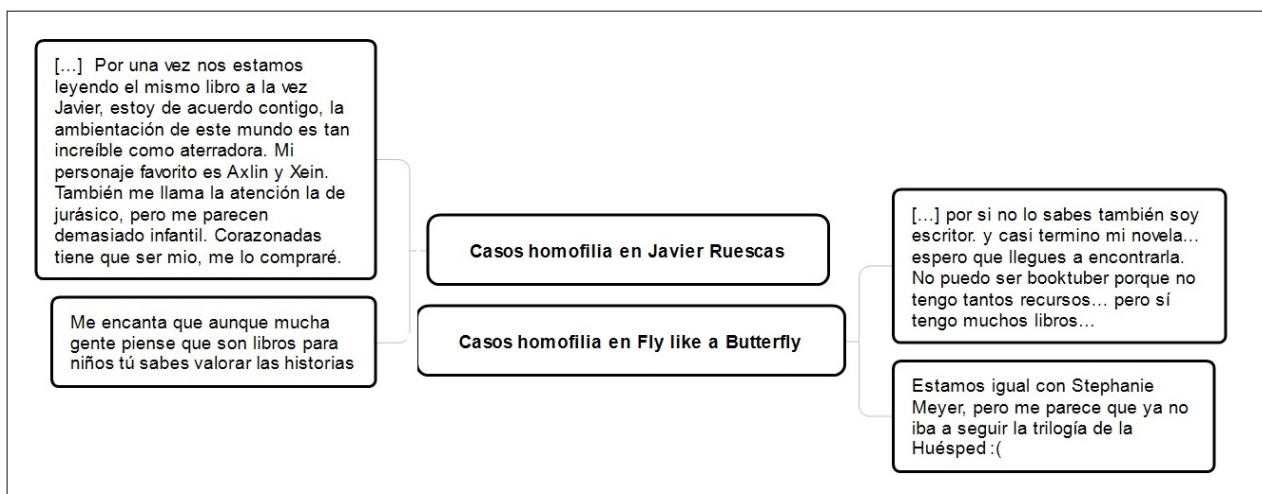 [...] Por una vez nos estamos
leyendo el mismo libro a la vez
Javier, estoy de acuerdo contigo, la
ambientación de este mundo es tan
increíble como aterradora. Mi
personaje favorito es Axlin y Xein.
También me llama la atención la de
jurásico, pero me parecen
demasiado infantil. Corazonadas
tiene que ser mio, me lo compraré.
Me encanta que aunque mucha
gente piense que son libros para
niños tú sabes valorar las historias
Casos homofilia en Javier Ruescas
Casos homofilia en Fly like a Butterfly
[...] por si no lo sabes también soy
escritor. y casi termino mi novela...
espero que llegues a encontrarla.
No puedo ser booktuber porque no
tengo tantos recursos... pero sí
tengo muchos libros...
Estamos igual con Stephanie
Meyer, pero me parece que ya no
iba a seguir la trilogía de la
Huésped :(